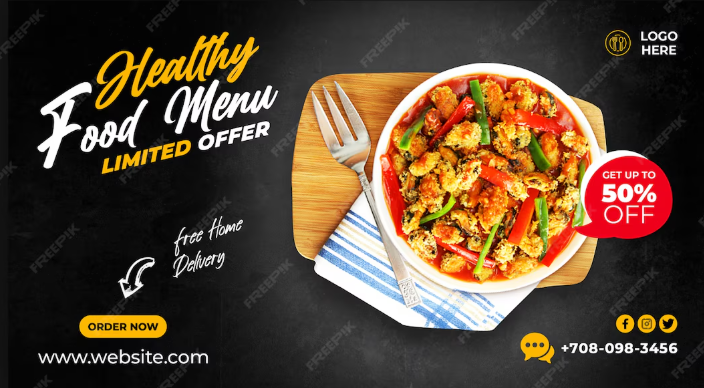 Healthy
Food Menu
LIMITED OFFER
LOGO
HERE
GET UP TO
50%
OFF
free Home
Delivery
ORDER NOW
www.website.com
+708-098-3456
FREEPIK